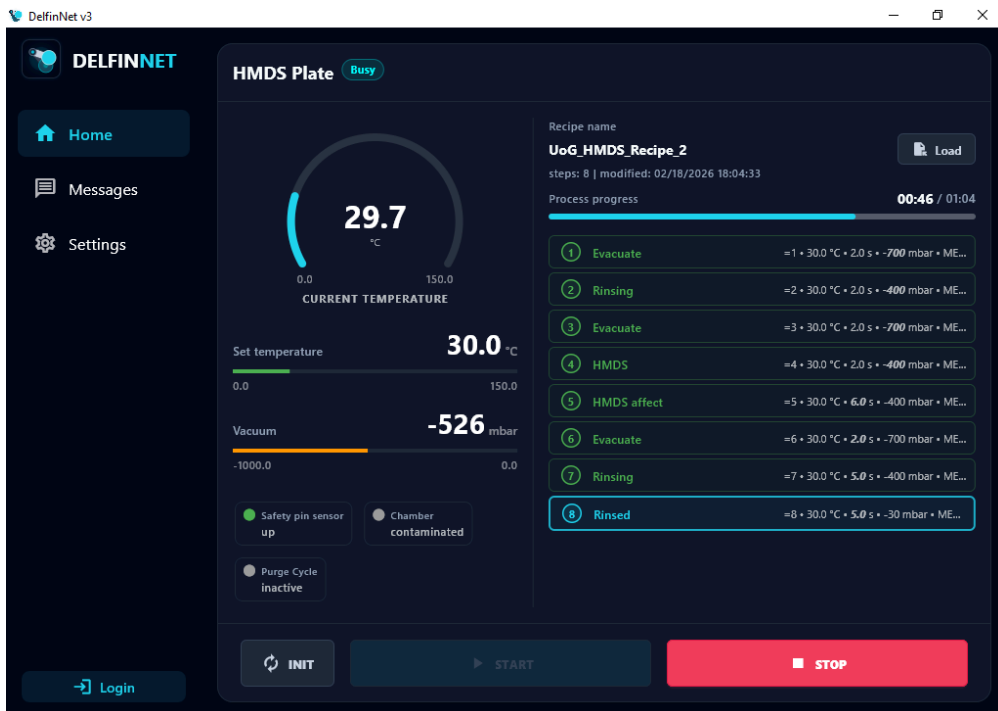 DelfinNet v3
DELFINNET
Home
Messages
Settings
Login
HMDS Plate Busy
29.7
°C
0.0 150.0
CURRENT TEMPERATURE
Set temperature 30.0 °C
0.0 150.0
Vacuum -526 mbar
-1000.0 0.0
Safety pin sensor
up
Chamber
contaminated
Purge Cycle
inactive
Recipe name
UoG_HMDS_Recipe_2
Load
steps: 8 | modified: 02/18/2026 18:04:33
Process progress 00:46 / 01:04
1 Evacuate =1 • 30.0 °C • 2.0 s • -700 mbar • ME...
2 Rinsing =2 • 30.0 °C • 2.0 s • -400 mbar • ME...
3 Evacuate =3 • 30.0 °C • 2.0 s • -700 mbar • ME...
4 HMDS =4 • 30.0 °C • 2.0 s • -400 mbar • ME...
5 HMDS affect =5 • 30.0 °C • 6.0 s • -400 mbar • ME...
6 Evacuate =6 • 30.0 °C • 2.0 s • -700 mbar • ME...
7 Rinsing =7 • 30.0 °C • 5.0 s • -400 mbar • ME...
8 Rinsed =8 • 30.0 °C • 5.0 s • -30 mbar • ME...
INIT
START
STOP